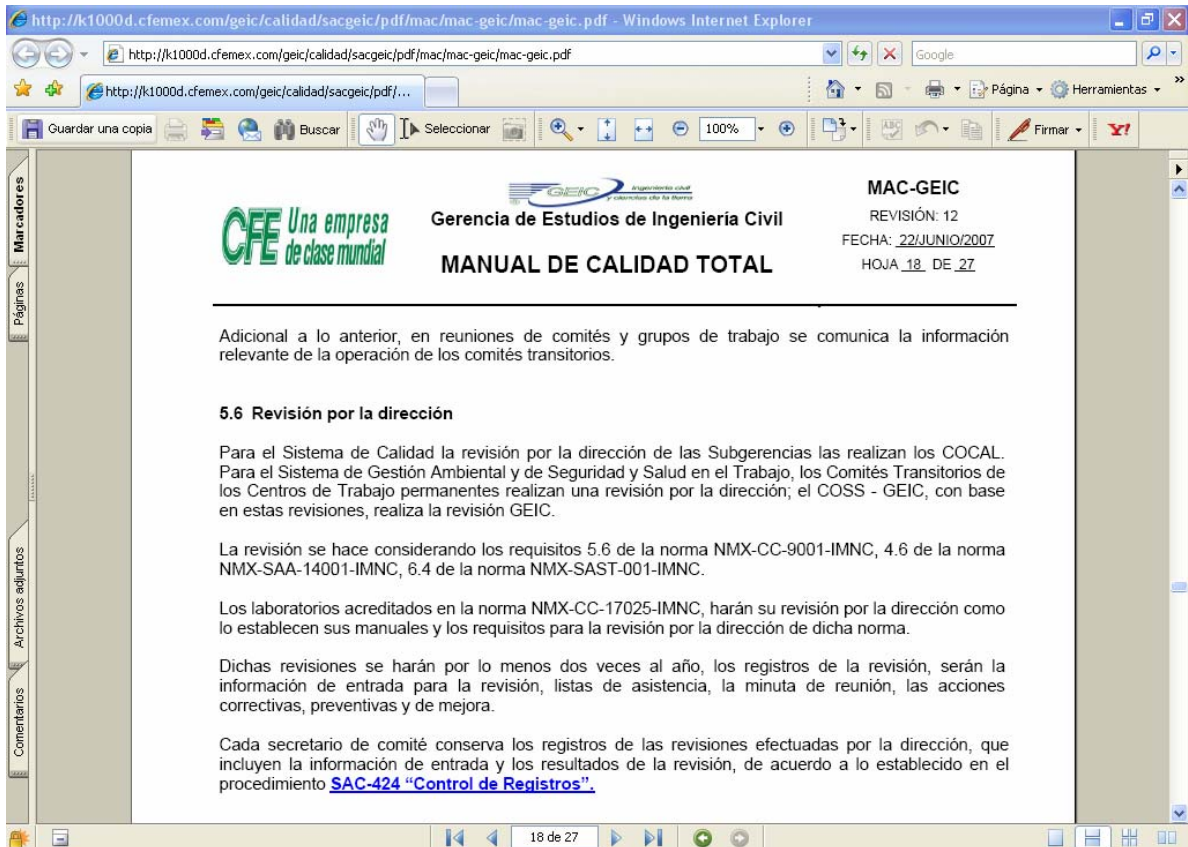 http://k1000d.cfemex.com/geic/calidad/sacgeic/pdf/mac/mac-geic/mac-geic.pdf - Windows Internet Explorer
http://k1000d.cfemex.com/geic/calidad/sacgeic/pdf/mac/mac-geic/mac-geic.pdf
Google
http://k1000d.cfemex.com/geic/calidad/sacgeic/pdf/...
Página
Herramientas
Guardar una copia
Buscar
Seleccionar
100%
Firmar
Y!
Marcadores
Páginas
Archivos adjuntos
Comentarios
CFE Una empresa
de clase mundial
GEIC Ingeniería civil
y ciencias de la tierra
Gerencia de Estudios de Ingeniería Civil
MANUAL DE CALIDAD TOTAL
MAC-GEIC
REVISIÓN: 12
FECHA: 22/JUNIO/2007
HOJA 18 DE 27
Adicional a lo anterior, en reuniones de comités y grupos de trabajo se comunica la información
relevante de la operación de los comités transitorios.
5.6 Revisión por la dirección
Para el Sistema de Calidad la revisión por la dirección de las Subgerencias las realizan los COCAL.
Para el Sistema de Gestión Ambiental y de Seguridad y Salud en el Trabajo, los Comités Transitorios de
los Centros de Trabajo permanentes realizan una revisión por la dirección; el COSS - GEIC, con base
en estas revisiones, realiza la revisión GEIC.
La revisión se hace considerando los requisitos 5.6 de la norma NMX-CC-9001-IMNC, 4.6 de la norma
NMX-SAA-14001-IMNC, 6.4 de la norma NMX-SAST-001-IMNC.
Los laboratorios acreditados en la norma NMX-CC-17025-IMNC, harán su revisión por la dirección como
lo establecen sus manuales y los requisitos para la revisión por la dirección de dicha norma.
Dichas revisiones se harán por lo menos dos veces al año, los registros de la revisión, serán la
información de entrada para la revisión, listas de asistencia, la minuta de reunión, las acciones
correctivas, preventivas y de mejora.
Cada secretario de comité conserva los registros de las revisiones efectuadas por la dirección, que
incluyen la información de entrada y los resultados de la revisión, de acuerdo a lo establecido en el
procedimiento SAC-424 “Control de Registros”.
18 de 27